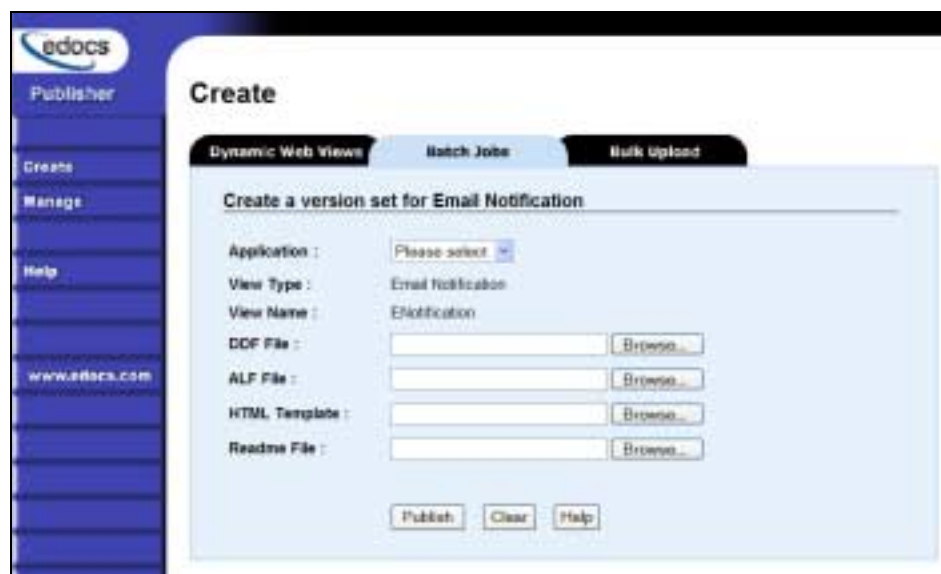 edocs
Publisher
Create
Manage
Help
www.edocs.com
Create
Dynamic Web Views
Batch Jobs
Bulk Upload
Create a version set for Email Notification
Application : Please select
View Type : Email Notification
View Name : ENotification
DDF File : Browse...
ALF File : Browse...
HTML Template : Browse...
Readme File : Browse...
Publish Clear Help